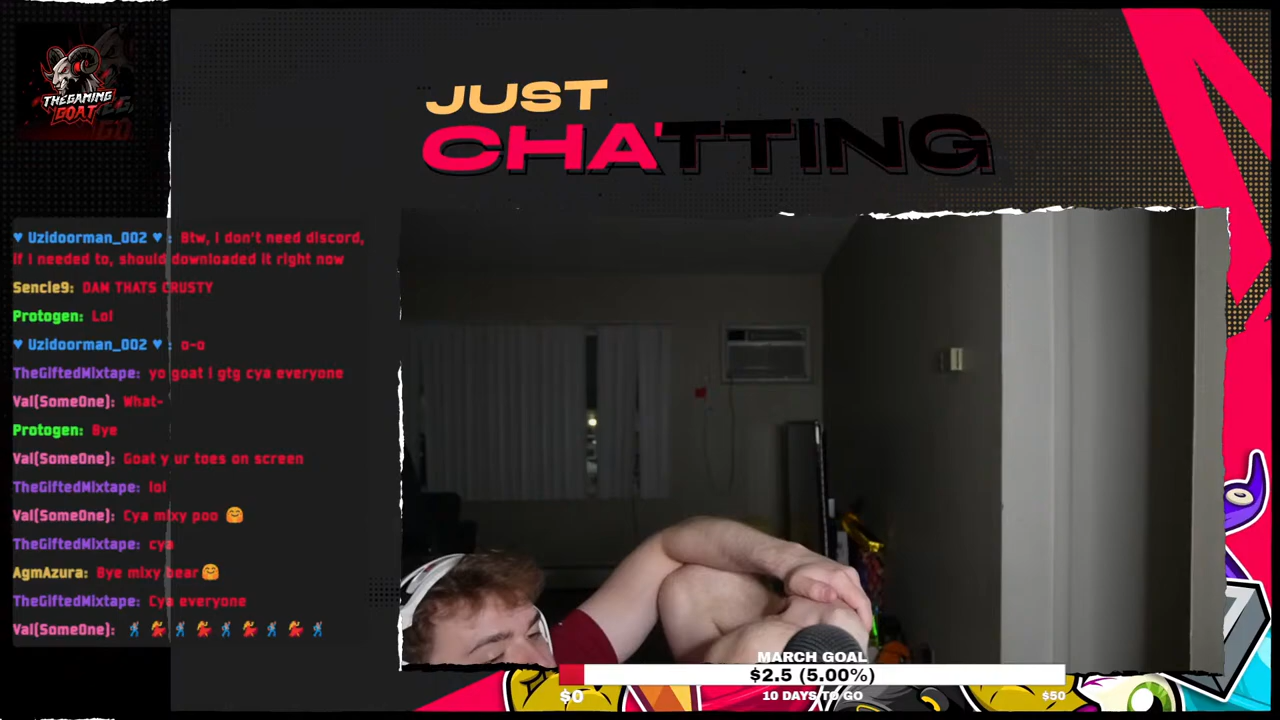 THEGAMING
GOAT
JUST
CHATTING
♥ Uzidoorman_002 ♥ : Btw, I don't need discord,
if I needed to, should downloaded it right now
Sencie9: DAM THATS CRUSTY
Protogen: Lol
♥ Uzidoorman_002 ♥ : o-o
TheGiftedMixtape: yo goat I gtg cya everyone
Val(SomeOne): What-
Protogen: Bye
Val(SomeOne): Goat y ur toes on screen
TheGiftedMixtape: lol
Val(SomeOne): Cya mixy poo 🤗
TheGiftedMixtape: cya
AgmAzura: Bye mixy bear 🤗
TheGiftedMixtape: Cya everyone
Val(SomeOne): 🕺 💃 🕺 💃 🕺 💃 🕺 💃 🕺
MARCH GOAL
$2.5 (5.00%)
$0
10 DAYS TO GO
$50